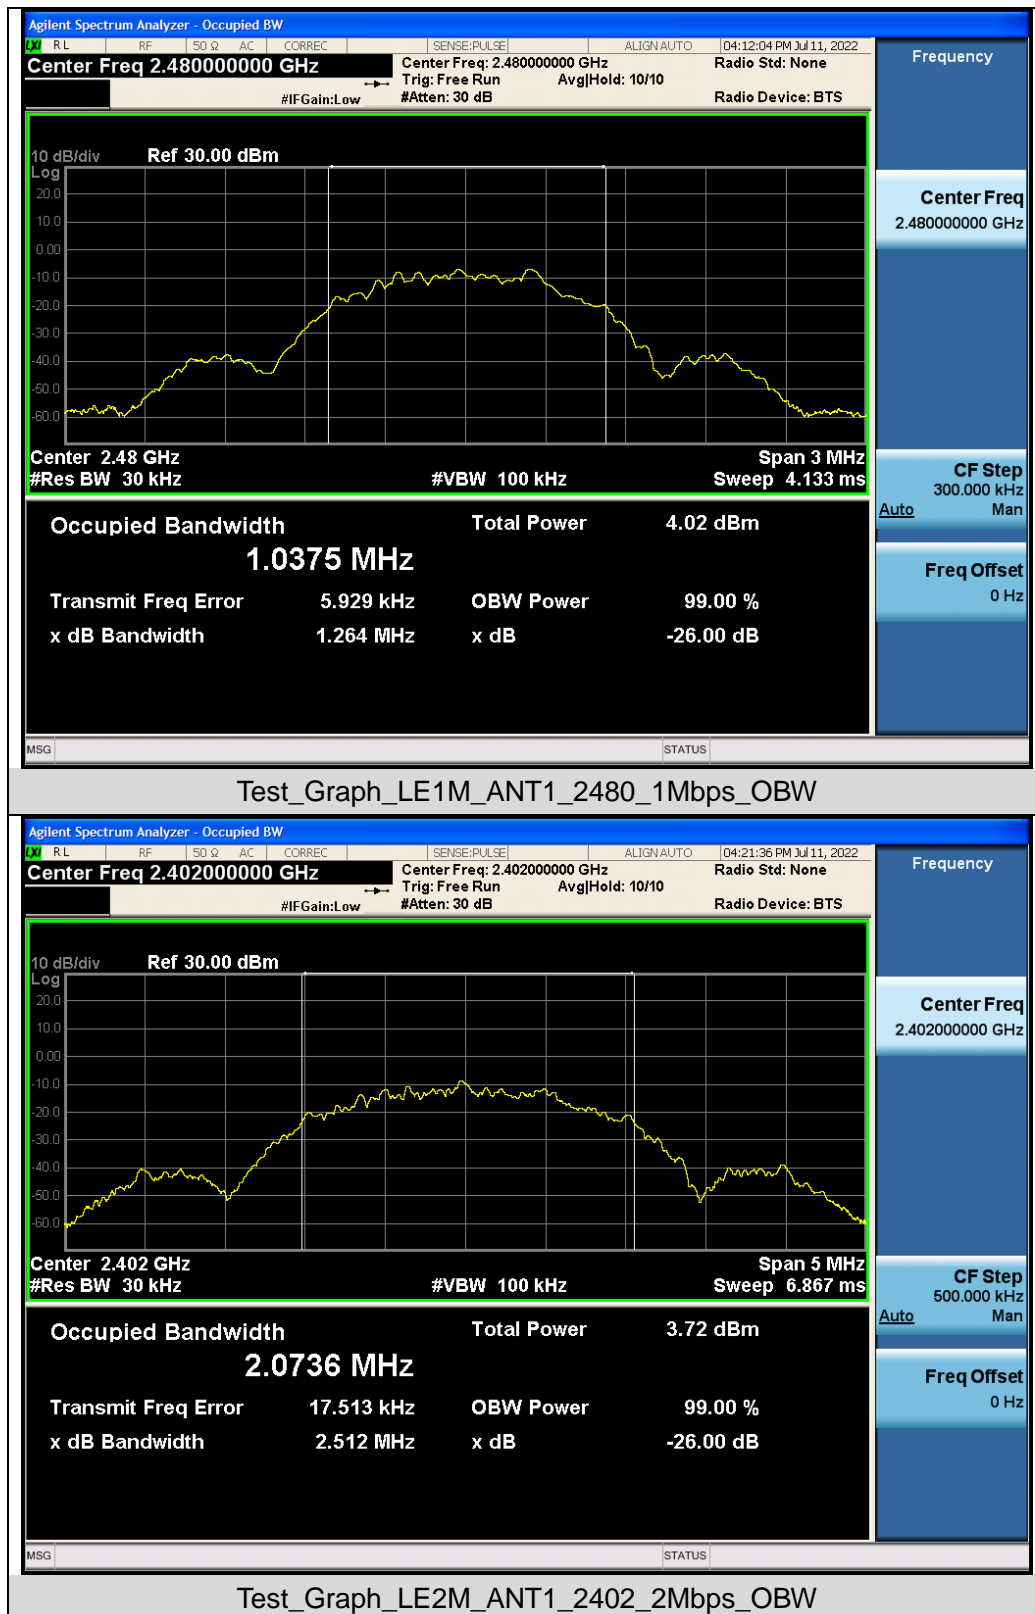 Agilent Spectrum Analyzer - Occupied BW
LXI RL RF 50 Ω AC CORREC SENSE:PULSE ALIGN AUTO 04:12:04 PM Jul 11, 2022
Center Freq 2.480000000 GHz Center Freq: 2.480000000 GHz Radio Std: None
Trig: Free Run Avg|Hold: 10/10
#IFGain:Low #Atten: 30 dB Radio Device: BTS
Frequency
10 dB/div Ref 30.00 dBm
Log
20.0
10.0
0.00
-10.0
-20.0
-30.0
-40.0
-50.0
-60.0
Center Freq
2.480000000 GHz
Center 2.48 GHz Span 3 MHz
#Res BW 30 kHz #VBW 100 kHz Sweep 4.133 ms
CF Step
300.000 kHz
Auto Man
Occupied Bandwidth Total Power 4.02 dBm
1.0375 MHz
Transmit Freq Error 5.929 kHz OBW Power 99.00 %
x dB Bandwidth 1.264 MHz x dB -26.00 dB
Freq Offset
0 Hz
MSG STATUS
Test_Graph_LE1M_ANT1_2480_1Mbps_OBW
Agilent Spectrum Analyzer - Occupied BW
LXI RL RF 50 Ω AC CORREC SENSE:PULSE ALIGN AUTO 04:21:36 PM Jul 11, 2022
Center Freq 2.402000000 GHz Center Freq: 2.402000000 GHz Radio Std: None
Trig: Free Run Avg|Hold: 10/10
#IFGain:Low #Atten: 30 dB Radio Device: BTS
Frequency
10 dB/div Ref 30.00 dBm
Log
20.0
10.0
0.00
-10.0
-20.0
-30.0
-40.0
-50.0
-60.0
Center Freq
2.402000000 GHz
Center 2.402 GHz Span 5 MHz
#Res BW 30 kHz #VBW 100 kHz Sweep 6.867 ms
CF Step
500.000 kHz
Auto Man
Occupied Bandwidth Total Power 3.72 dBm
2.0736 MHz
Transmit Freq Error 17.513 kHz OBW Power 99.00 %
x dB Bandwidth 2.512 MHz x dB -26.00 dB
Freq Offset
0 Hz
MSG STATUS
Test_Graph_LE2M_ANT1_2402_2Mbps_OBW